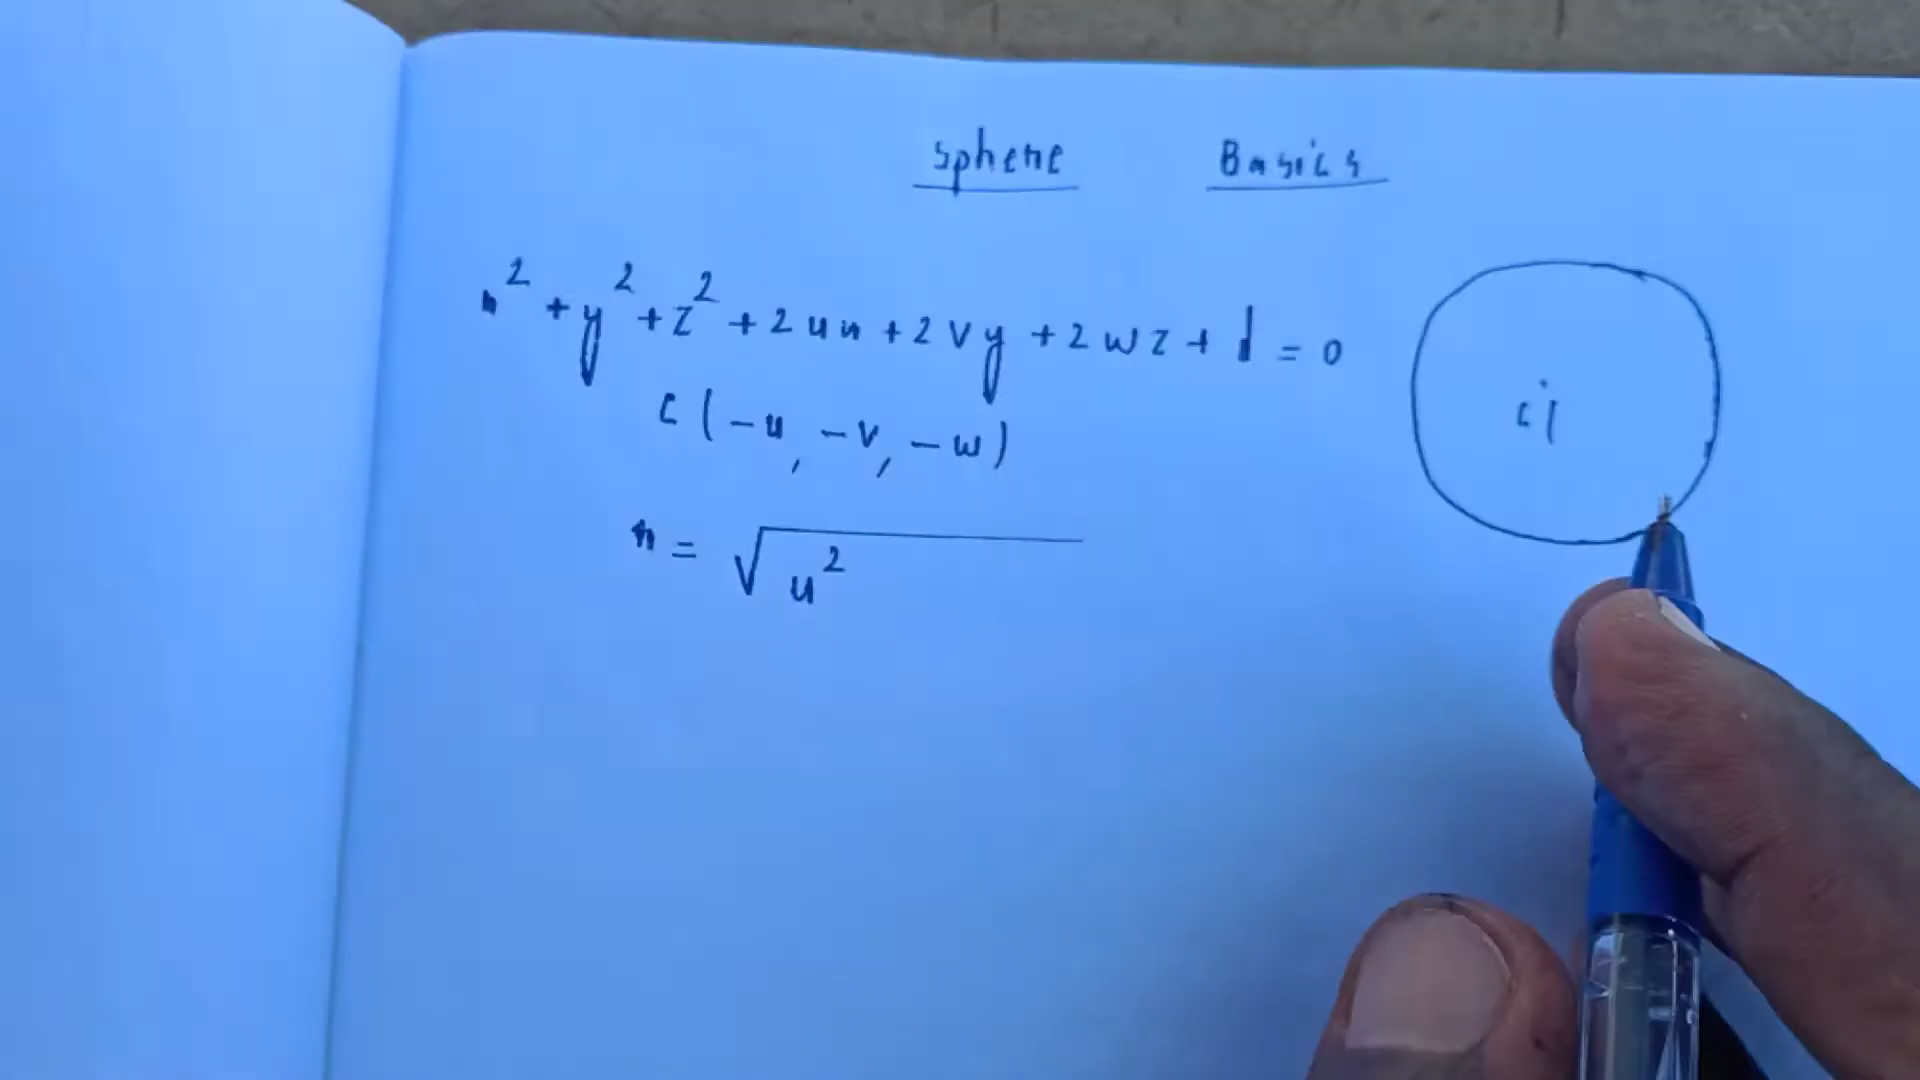 Sphere Basics
x² + y² + z² + 2ux + 2vy + 2wz + d = 0
C(-u, -v, -w)
r = √u²
c(